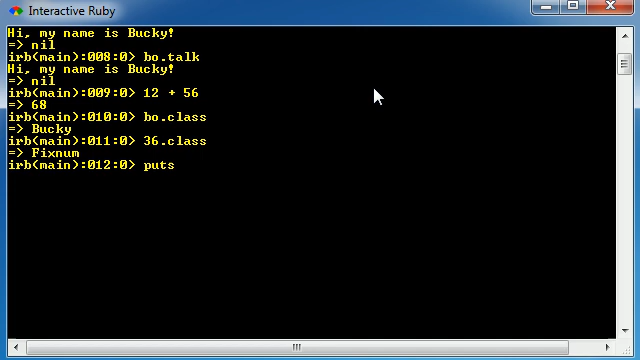 Interactive Ruby
Hi, my name is Bucky!
=> nil
irb(main):008:0> bo.talk
Hi, my name is Bucky!
=> nil
irb(main):009:0> 12 + 56
=> 68
irb(main):010:0> bo.class
=> Bucky
irb(main):011:0> 36.class
=> Fixnum
irb(main):012:0> puts